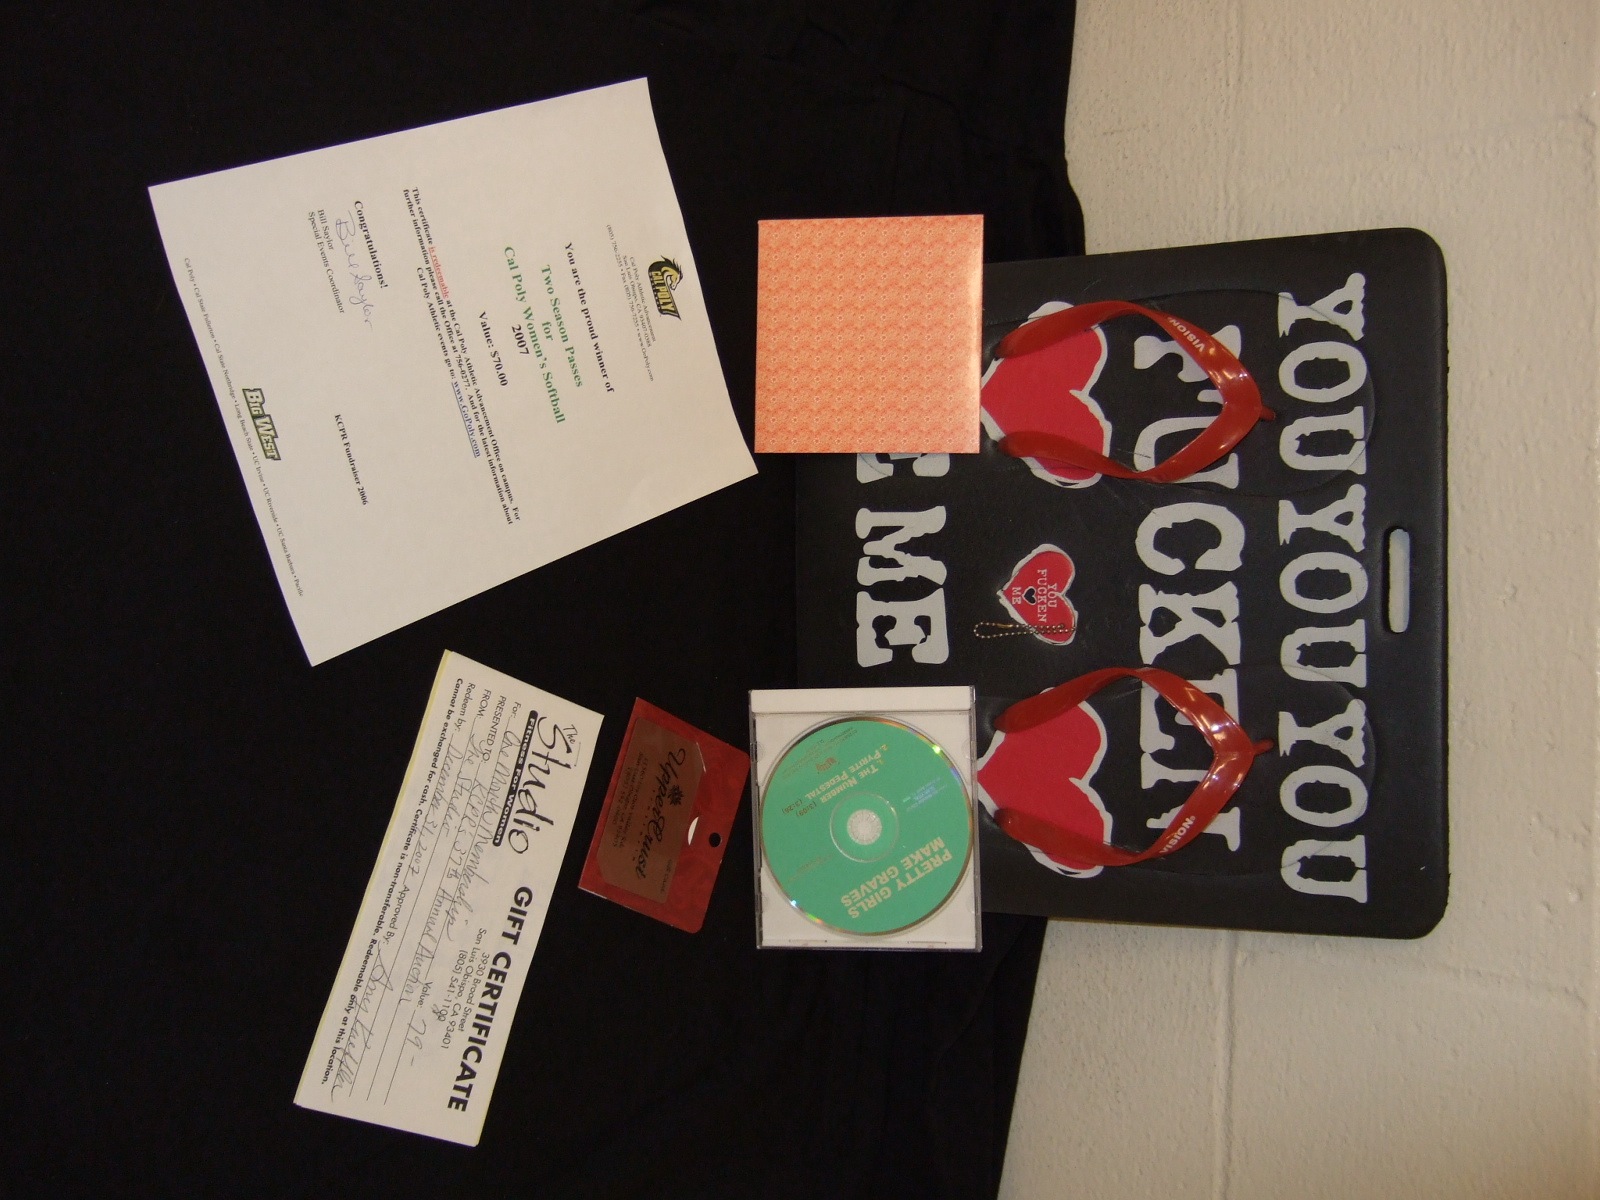 YOU YOU YOU
FUCKEN
VISION
VISION
YOU
FUCKEN
ME
E ME
PRETTY GIRLS
MAKE GRAVES
1. THE NUMBER
2. PYRITE PEDESTAL
CAL POLY
MUSTANGS
Cal Poly Athletic Advancement
San Luis Obispo, CA 93407-0388
(805) 756-2255 • Fax (805) 756-7255 • www.GoPoly.com
You are the proud winner of
Two Season Passes
for
Cal Poly Women's Softball
2007
Value: $70.00
This certificate is redeemable at the Cal Poly Athletic Advancement Office on campus. For
further information please call the Office at 756-0277. And for the latest information about
Cal Poly Athletic events go to: www.GoPoly.com
Congratulations!
Bill Saylor
Bill Saylor
Special Events Coordinator
KCPR Fundraiser 2006
BIG WEST
Cal Poly • Cal State Fullerton • Cal State Northridge • Long Beach State • UC Irvine • UC Riverside • UC Santa Barbara • Pacific
Gift Card
UpperCrust
The
Studio
Fitness For Women
GIFT CERTIFICATE
3930 Broad Street
San Luis Obispo, CA 93401
(805) 541-1100
For: One Month Membership
Value: 79-
PRESENTED TO: KCPR's 37th Annual Auction
FROM: The Studio
Redeem by: December 31, 2007 Approved By: Amy
Cannot be exchanged for cash. Certificate is non-transferable. Redeemable only at this location.